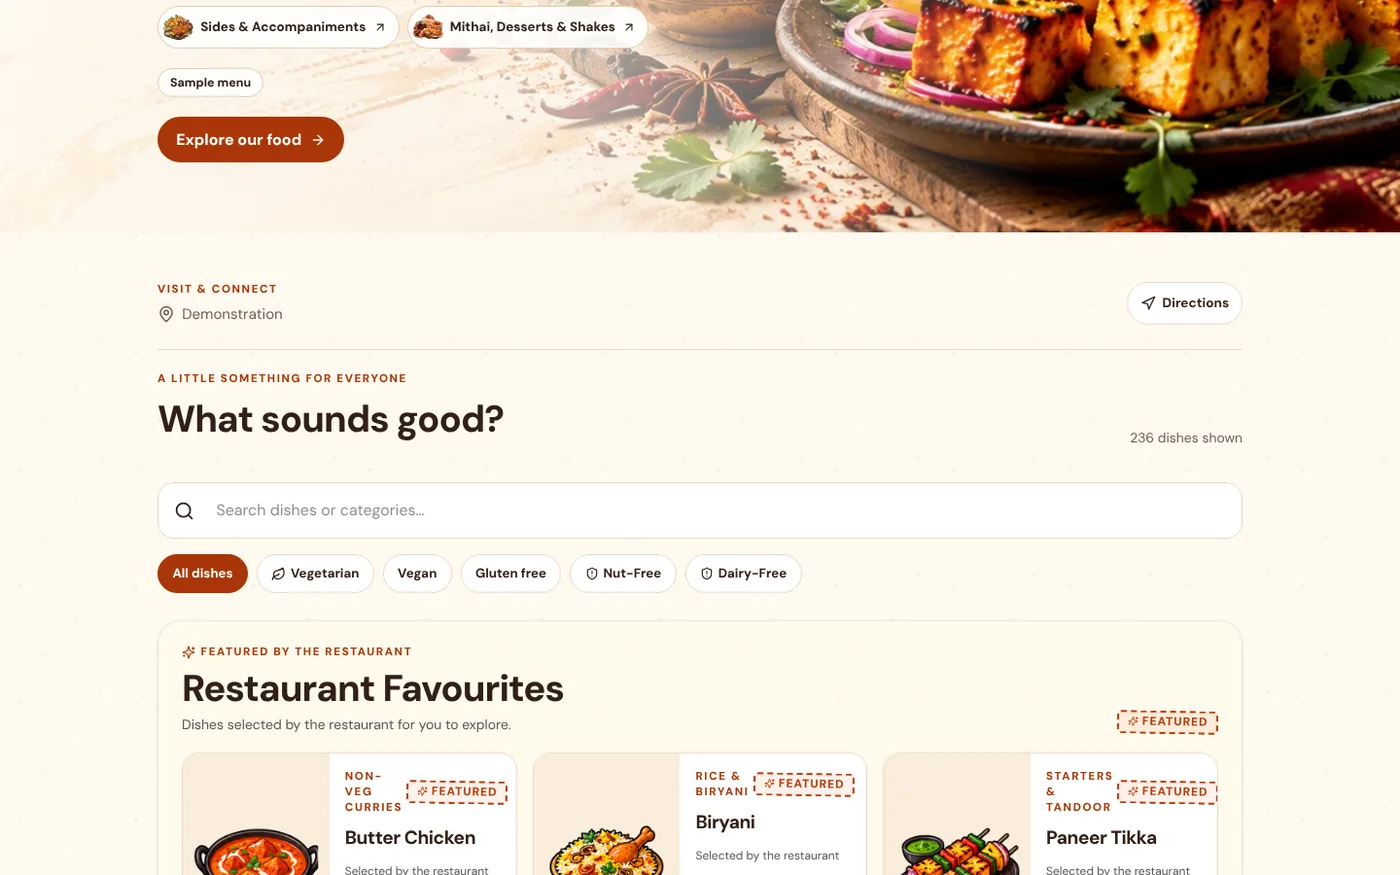 Sides & Accompaniments
Mithai, Desserts & Shakes
Sample menu
Explore our food
VISIT & CONNECT
Demonstration
Directions
A LITTLE SOMETHING FOR EVERYONE
What sounds good?
236 dishes shown
Search dishes or categories...
All dishes
Vegetarian
Vegan
Gluten free
Nut-Free
Dairy-Free
FEATURED BY THE RESTAURANT
Restaurant Favourites
Dishes selected by the restaurant for you to explore.
FEATURED
NON-
VEG
CURRIES
FEATURED
Butter Chicken
Selected by the restaurant
RICE &
BIRYANI
FEATURED
Biryani
Selected by the restaurant
STARTERS
&
TANDOOR
FEATURED
Paneer Tikka
Selected by the restaurant